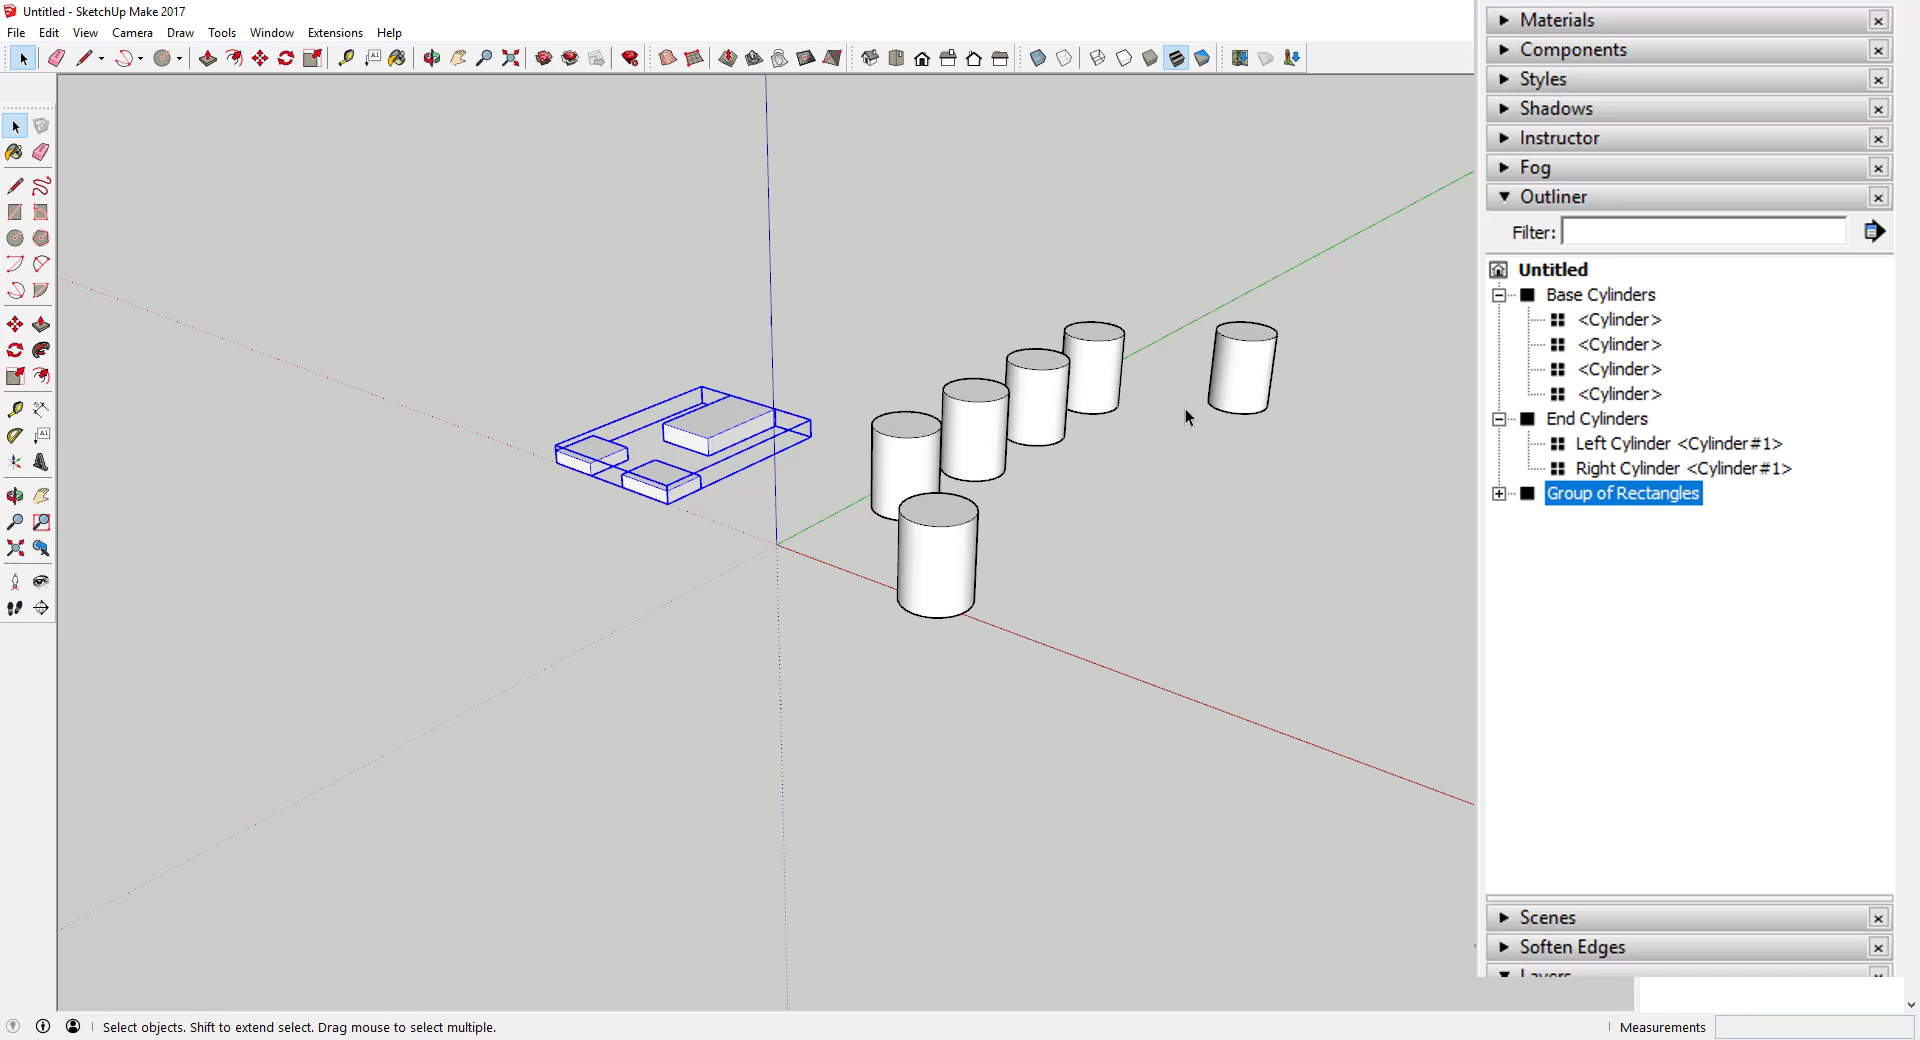 Untitled - SketchUp Make 2017
File Edit View Camera Draw Tools Window Extensions Help
Materials
Components
Styles
Shadows
Instructor
Fog
Outliner
Filter:
Untitled
Base Cylinders
<Cylinder>
<Cylinder>
<Cylinder>
<Cylinder>
End Cylinders
Left Cylinder <Cylinder#1>
Right Cylinder <Cylinder#1>
Group of Rectangles
Scenes
Soften Edges
Layers
Select objects. Shift to extend select. Drag mouse to select multiple.
Measurements